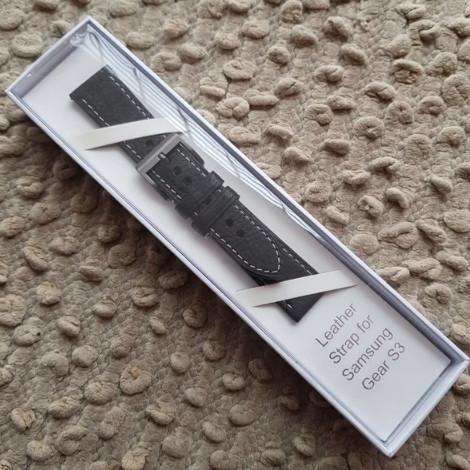 Leather
Strap for
Samsung
Gear S3